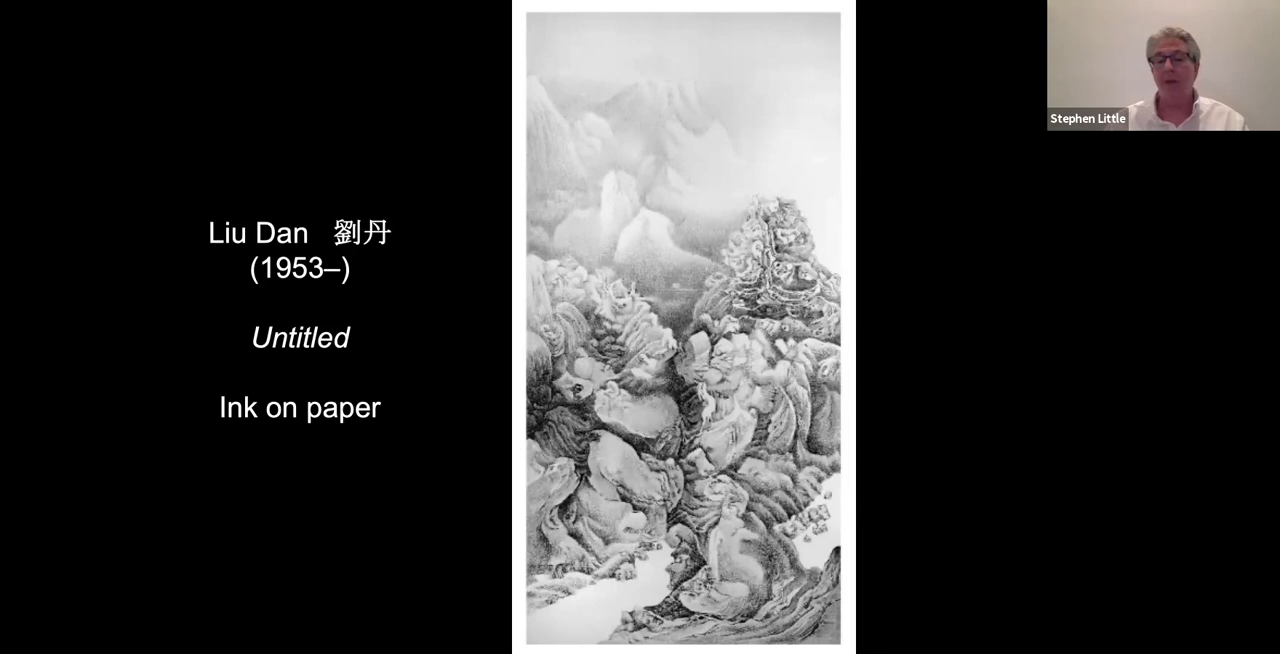 Liu Dan 劉丹
(1953–)
Untitled
Ink on paper
Stephen Little